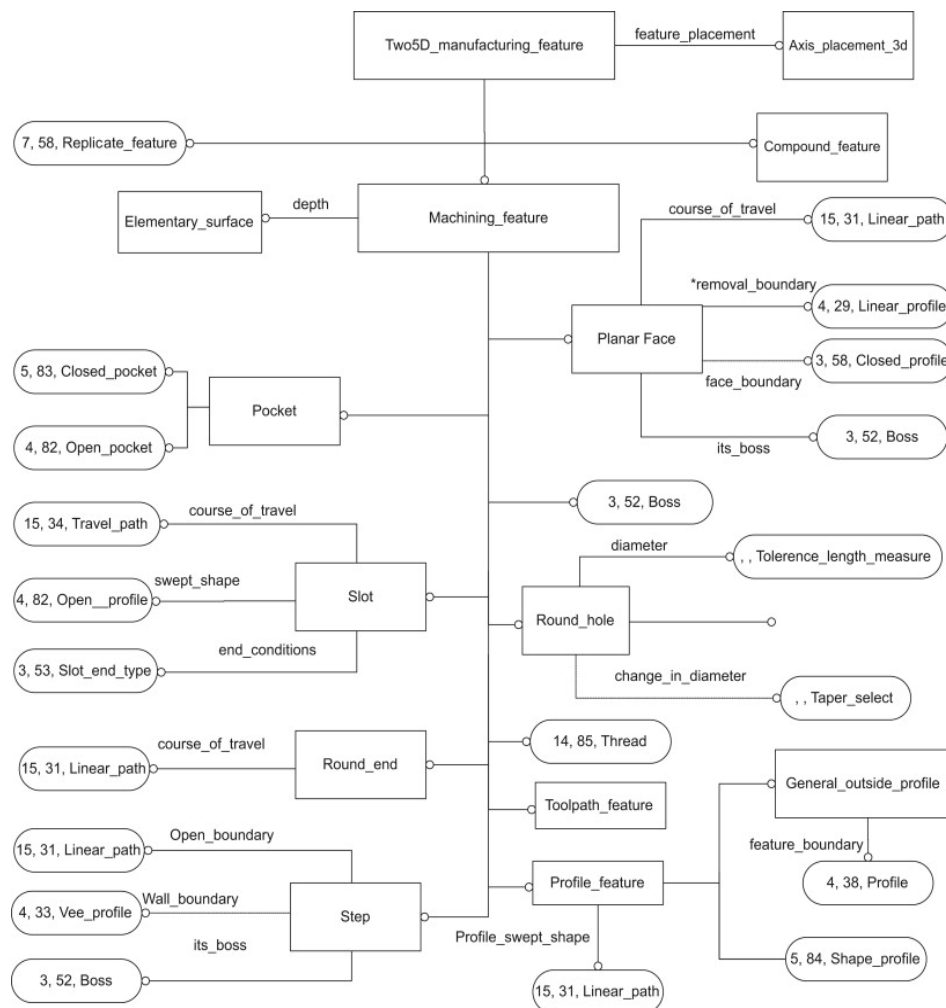 Two5D_manufacturing_feature
feature_placement
Axis_placement_3d
7, 58, Replicate_feature
Compound_feature
Elementary_surface
depth
Machining_feature
course_of_travel
15, 31, Linear_path
*removal_boundary
4, 29, Linear_profile
Planar Face
3, 58, Closed_profile
face_boundary
its_boss
3, 52, Boss
5, 83, Closed_pocket
Pocket
4, 82, Open_pocket
3, 52, Boss
course_of_travel
15, 34, Travel_path
swept_shape
4, 82, Open__profile
Slot
end_conditions
3, 53, Slot_end_type
diameter
, , Tolerence_length_measure
Round_hole
change_in_diameter
, , Taper_select
14, 85, Thread
course_of_travel
15, 31, Linear_path
Round_end
Toolpath_feature
General_outside_profile
feature_boundary
4, 38, Profile
Open_boundary
15, 31, Linear_path
Wall_boundary
4, 33, Vee_profile
Step
its_boss
3, 52, Boss
Profile_feature
Profile_swept_shape
15, 31, Linear_path
5, 84, Shape_profile